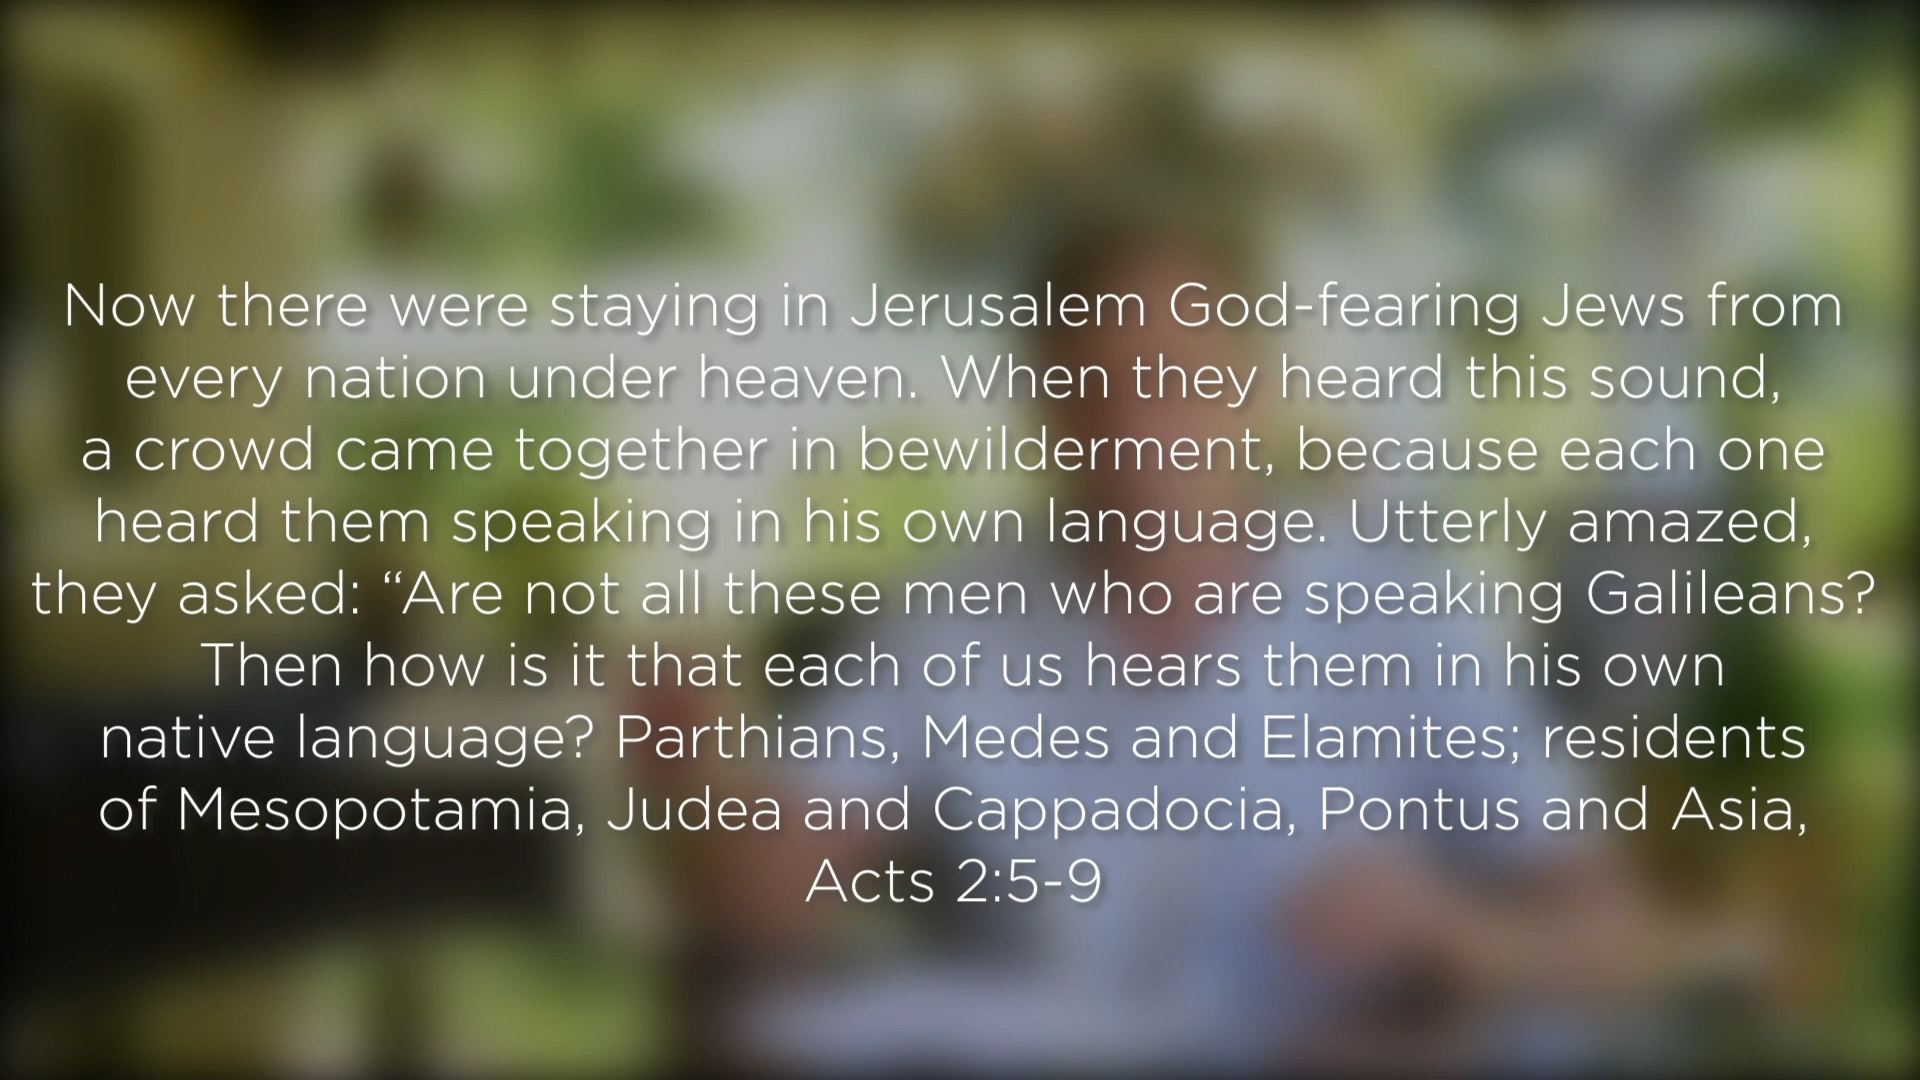 Now there were staying in Jerusalem God-fearing Jews from
every nation under heaven. When they heard this sound,
a crowd came together in bewilderment, because each one
heard them speaking in his own language. Utterly amazed,
they asked: “Are not all these men who are speaking Galileans?
Then how is it that each of us hears them in his own
native language? Parthians, Medes and Elamites; residents
of Mesopotamia, Judea and Cappadocia, Pontus and Asia,
Acts 2:5-9